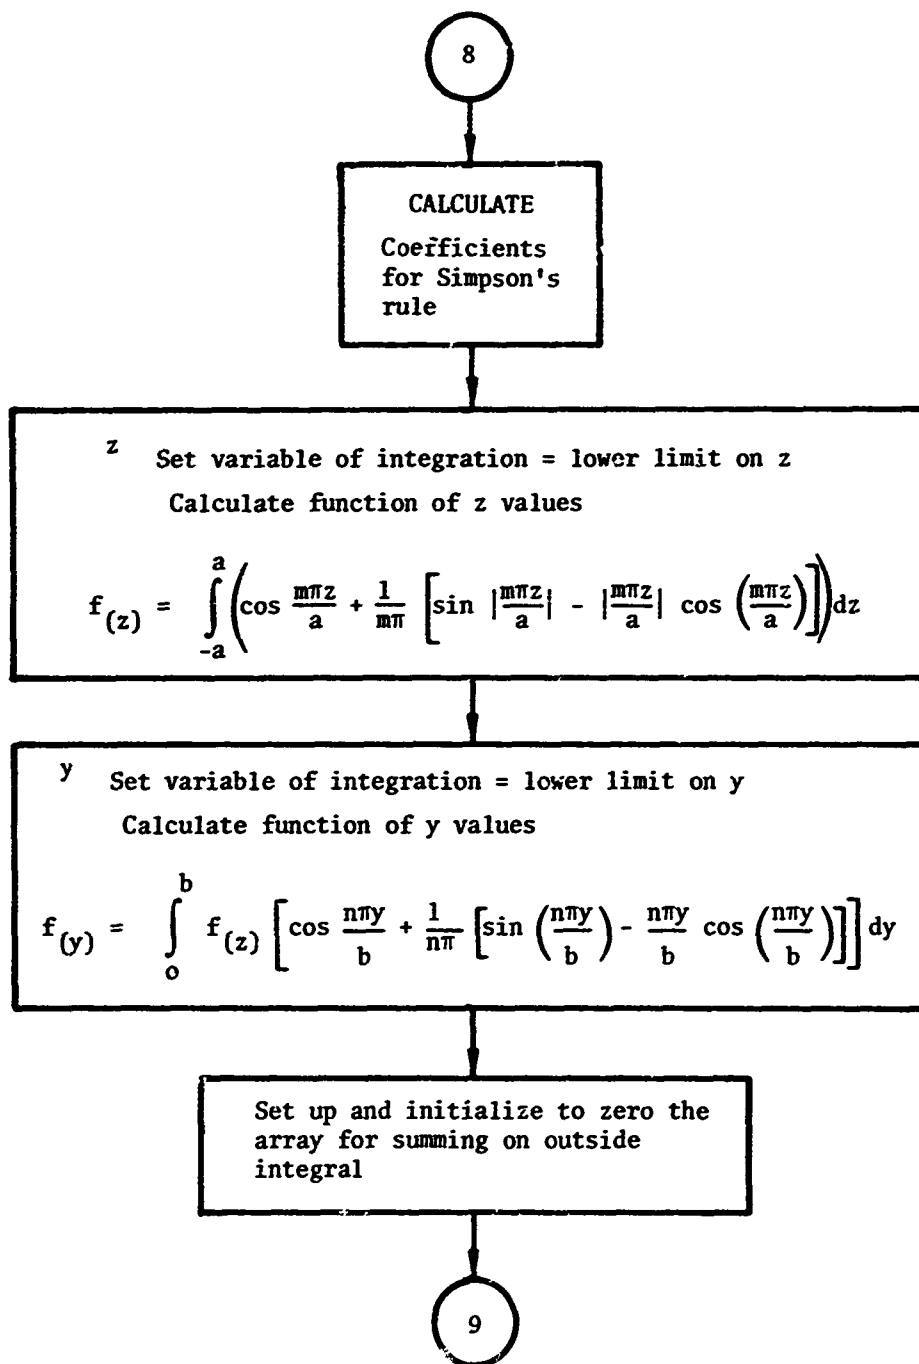 8
CALCULATE
Coefficients
for Simpson's
rule
z Set variable of integration = lower limit on z
Calculate function of z values
f(z) = ∫_{-a}^{a} (cos mπz/a + 1/mπ [sin |mπz/a| - |mπz/a| cos (mπz/a)]) dz
y Set variable of integration = lower limit on y
Calculate function of y values
f(y) = ∫_{o}^{b} f(z) [cos nπy/b + 1/nπ [sin (nπy/b) - nπy/b cos (nπy/b)]] dy
Set up and initialize to zero the
array for summing on outside
integral
9